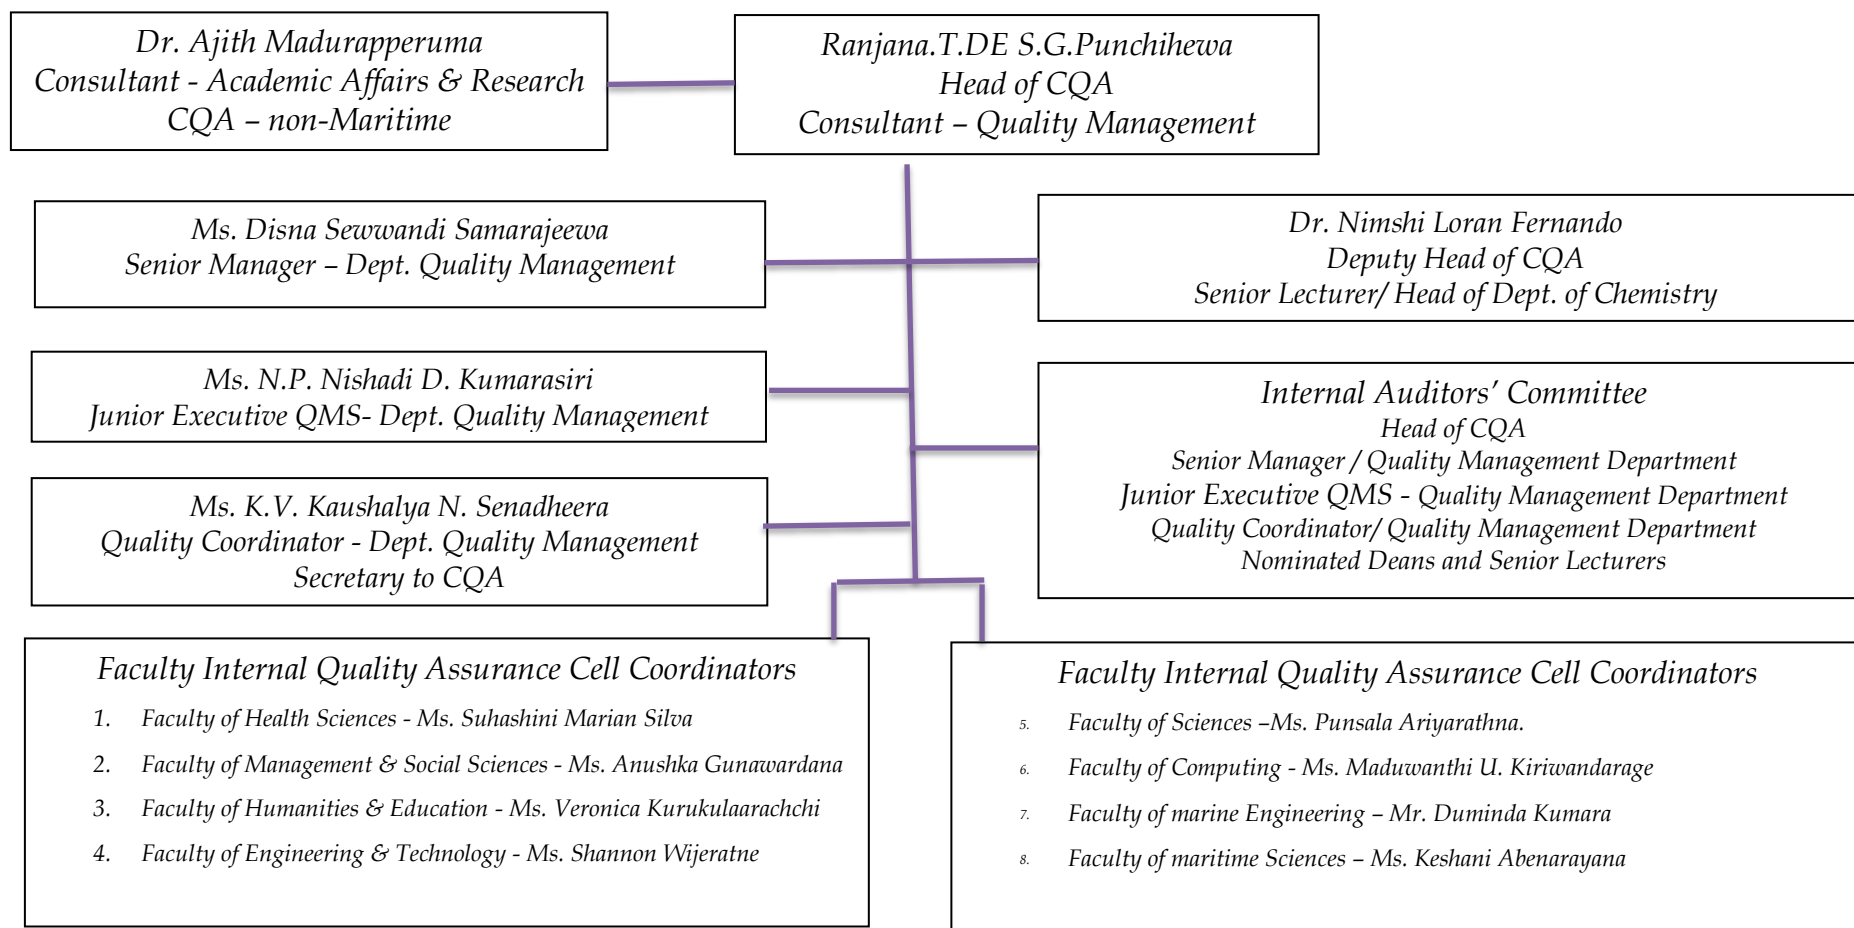 Dr. Ajith Madurapperuma
Consultant - Academic Affairs & Research
CQA – non-Maritime
Ranjana.T.DE S.G.Punchihewa
Head of CQA
Consultant – Quality Management
Ms. Disna Sewwandi Samarajeewa
Senior Manager – Dept. Quality Management
Dr. Nimshi Loran Fernando
Deputy Head of CQA
Senior Lecturer/ Head of Dept. of Chemistry
Ms. N.P. Nishadi D. Kumarasiri
Junior Executive QMS- Dept. Quality Management
Internal Auditors’ Committee
Head of CQA
Senior Manager / Quality Management Department
Junior Executive QMS - Quality Management Department
Quality Coordinator/ Quality Management Department
Nominated Deans and Senior Lecturers
Ms. K.V. Kaushalya N. Senadheera
Quality Coordinator - Dept. Quality Management
Secretary to CQA
Faculty Internal Quality Assurance Cell Coordinators
1. Faculty of Health Sciences - Ms. Suhashini Marian Silva
2. Faculty of Management & Social Sciences - Ms. Anushka Gunawardana
3. Faculty of Humanities & Education - Ms. Veronica Kurukulaarachchi
4. Faculty of Engineering & Technology - Ms. Shannon Wijeratne
Faculty Internal Quality Assurance Cell Coordinators
5. Faculty of Sciences –Ms. Punsala Ariyarathna.
6. Faculty of Computing - Ms. Maduwanthi U. Kiriwandarage
7. Faculty of marine Engineering – Mr. Duminda Kumara
8. Faculty of maritime Sciences – Ms. Keshani Abenarayana